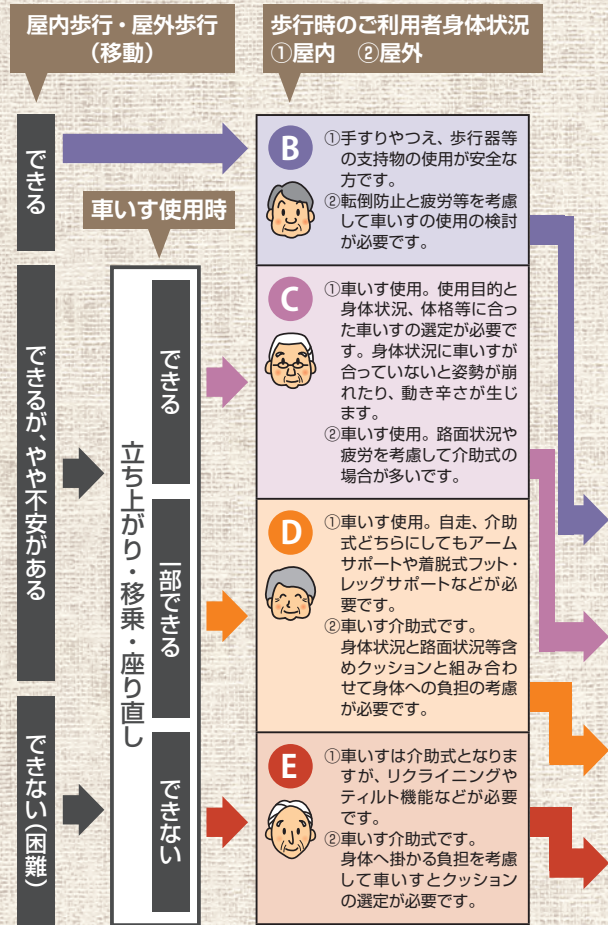 屋内歩行・屋外歩行
（移動）
歩行時のご利用者身体状況
①屋内　②屋外
できる
車いす使用時
できるが、やや不安がある
できない（困難）
立ち上がり・移乗・座り直し
できる
一部できる
できない
B
①手すりやつえ、歩行器等
の支持物の使用が安全な
方です。
②転倒防止と疲労等を考慮
して車いすの使用の検討
が必要です。
C
①車いす使用。使用目的と
身体状況、体格等に合っ
た車いすの選定が必要で
す。身体状況に車いすが
合っていないと姿勢が崩
れたり、動き辛さが生じ
ます。
②車いす使用。路面状況や
疲労を考慮して介助式の
場合が多いです。
D
①車いす使用。自走、介助
式どちらにしてもアーム
サポートや着脱式フット・
レッグサポートなどが必
要です。
②車いす介助式です。
身体状況と路面状況等含
めクッションと組み合わ
せて身体への負担の考慮
が必要です。
E
①車いすは介助式となりま
すが、リクライニングや
ティルト機能などが必要
です。
②車いす介助式です。
身体へ掛かる負担を考慮
して車いすとクッション
の選定が必要です。